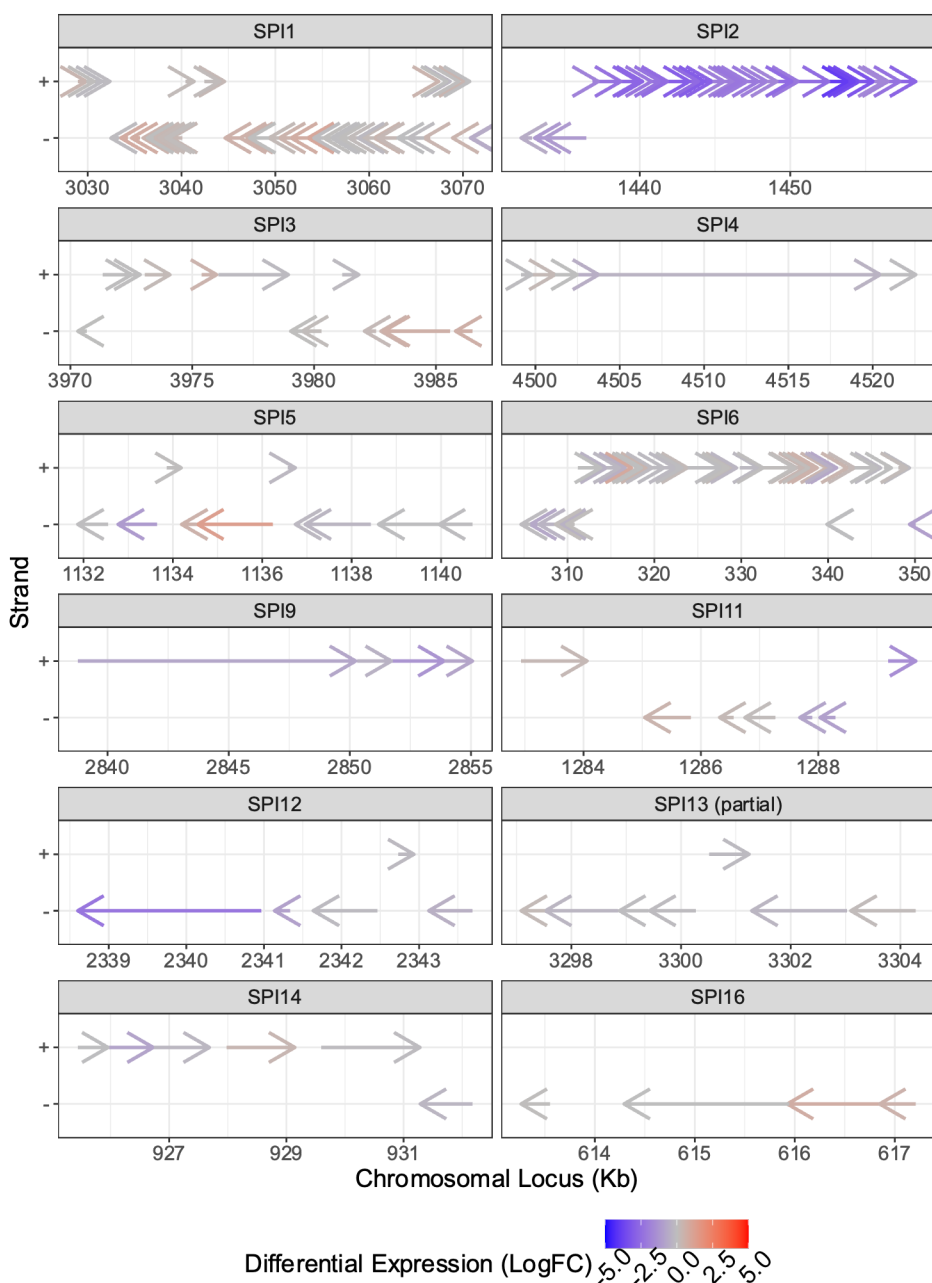 SPI1
SPI2
+
-
3030 3040 3050 3060 3070
1440 1450
SPI3
SPI4
+
-
3970 3975 3980 3985
4500 4505 4510 4515 4520
SPI5
SPI6
+
-
1132 1134 1136 1138 1140
310 320 330 340 350
SPI9
SPI11
+
-
2840 2845 2850 2855
1284 1286 1288
SPI12
SPI13 (partial)
+
-
2339 2340 2341 2342 2343
3298 3300 3302 3304
SPI14
SPI16
+
-
927 929 931
614 615 616 617
Strand
Chromosomal Locus (Kb)
Differential Expression (LogFC)
-5.0 -2.5 0.0 2.5 5.0